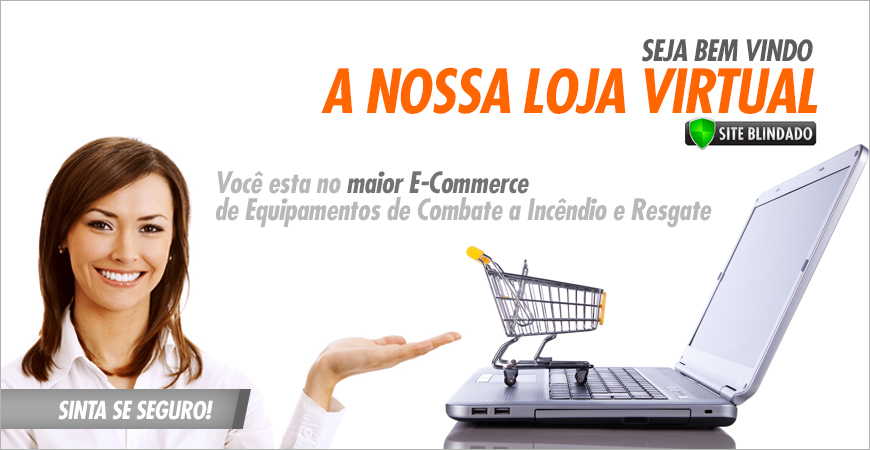 SEJA BEM VINDO
A NOSSA LOJA VIRTUAL
SITE BLINDADO
Você esta no maior E-Commerce
de Equipamentos de Combate a Incêndio e Resgate
SINTA SE SEGURO!